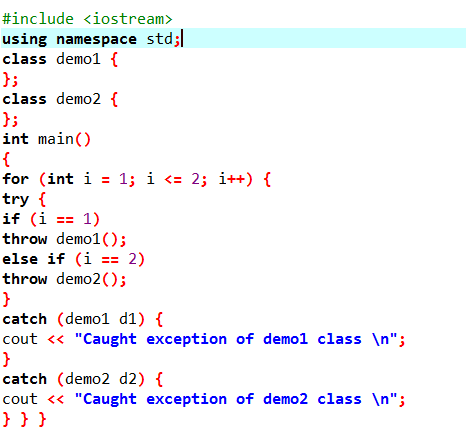 #include <iostream>
using namespace std;
class demo1 {
};
class demo2 {
};
int main()
{
for (int i = 1; i <= 2; i++) {
try {
if (i == 1)
throw demo1();
else if (i == 2)
throw demo2();
}
catch (demo1 d1) {
cout << "Caught exception of demo1 class \n";
}
catch (demo2 d2) {
cout << "Caught exception of demo2 class \n";
} } }